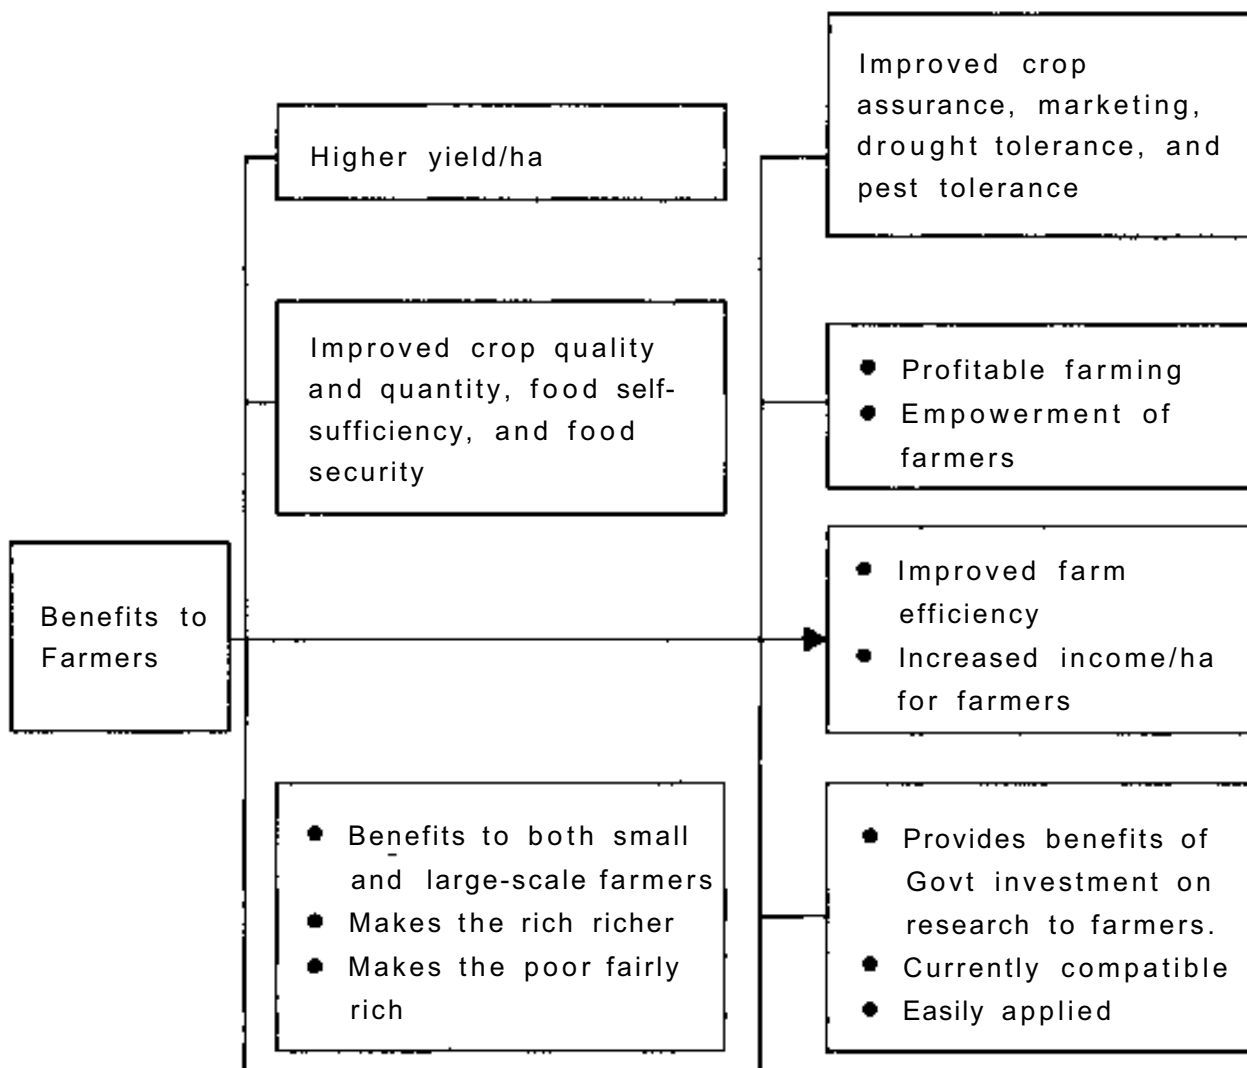 Benefits to
Farmers
Higher yield/ha
Improved crop quality
and quantity, food self-
sufficiency, and food
security
● Benefits to both small
and large-scale farmers
● Makes the rich richer
● Makes the poor fairly
rich
Improved crop
assurance, marketing,
drought tolerance, and
pest tolerance
● Profitable farming
● Empowerment of
farmers
● Improved farm
efficiency
● Increased income/ha
for farmers
● Provides benefits of
Govt investment on
research to farmers.
● Currently compatible
● Easily applied